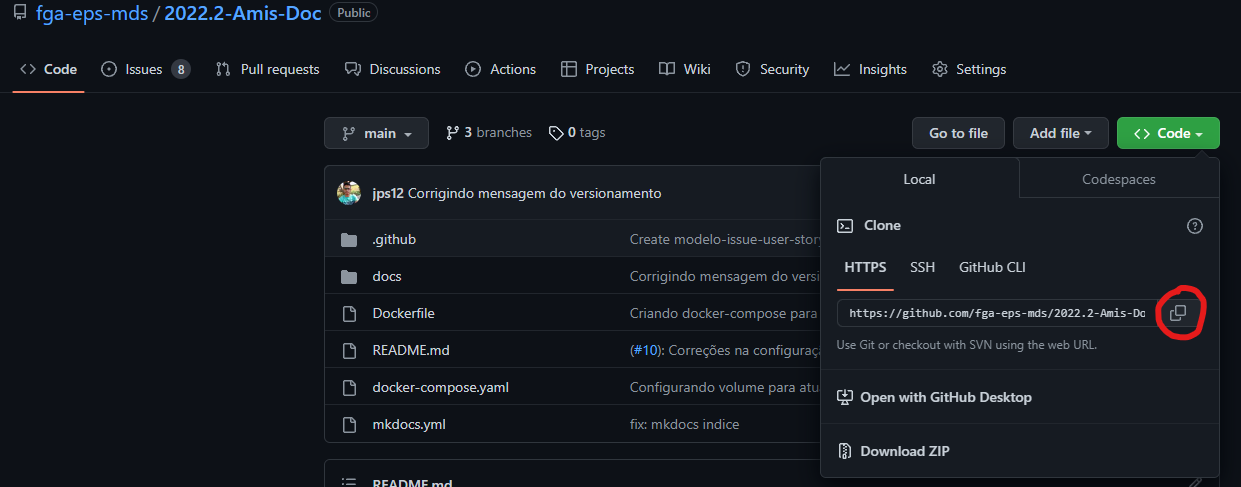 fga-eps-mds / 2022.2-Amis-Doc Public
Code Issues 8 Pull requests Discussions Actions Projects Wiki Security Insights Settings
main 3 branches 0 tags Go to file Add file Code
Local Codespaces
jps12 Corrigindo mensagem do versionamento
Clone
.github Create modelo-issue-user-story
HTTPS SSH GitHub CLI
docs Corrigindo mensagem do versi
Dockerfile Criando docker-compose para
https://github.com/fga-eps-mds/2022.2-Amis-Do
README.md (#10): Correções na configuraç
Use Git or checkout with SVN using the web URL.
docker-compose.yaml Configurando volume para atu
Open with GitHub Desktop
mkdocs.yml fix: mkdocs indice
Download ZIP
README.md